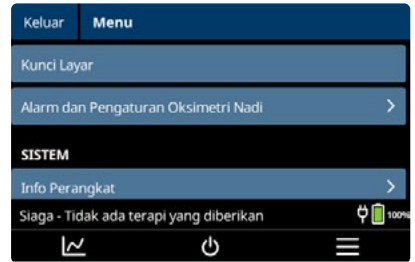 Keluar Menu
Kunci Layar
Alarm dan Pengaturan Oksimetri Nadi
SISTEM
Info Perangkat
Siaga - Tidak ada terapi yang diberikan 100%